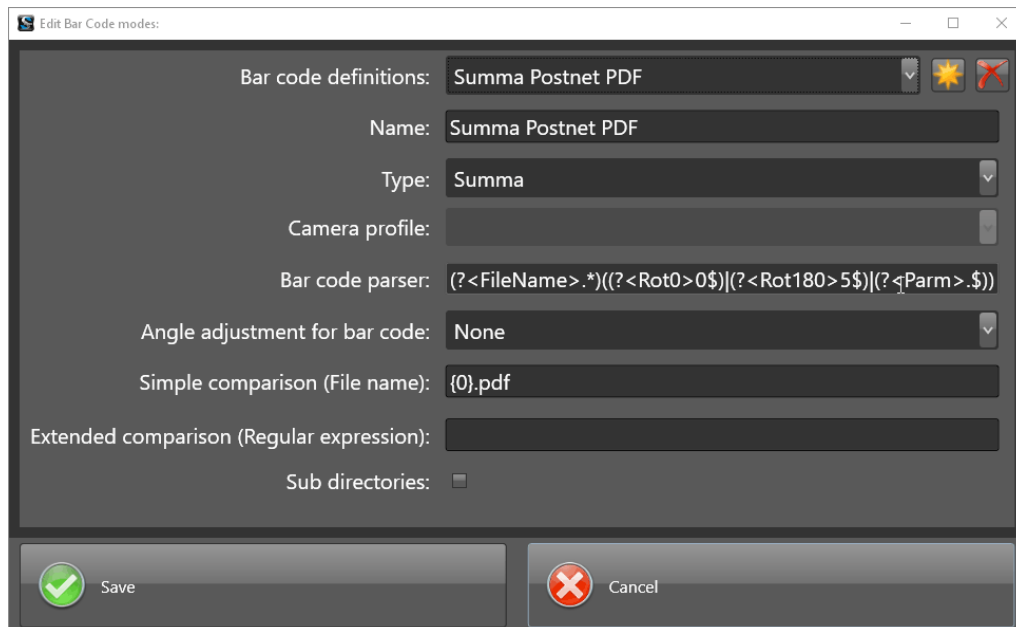 Edit Bar Code modes:
Bar code definitions: Summa Postnet PDF
Name: Summa Postnet PDF
Type: Summa
Camera profile:
Bar code parser: (?<FileName>.*)((?<Rot0>0$)|(?<Rot180>5$)|(?<Parm>.$))
Angle adjustment for bar code: None
Simple comparison (File name): {0}.pdf
Extended comparison (Regular expression):
Sub directories:
Save Cancel